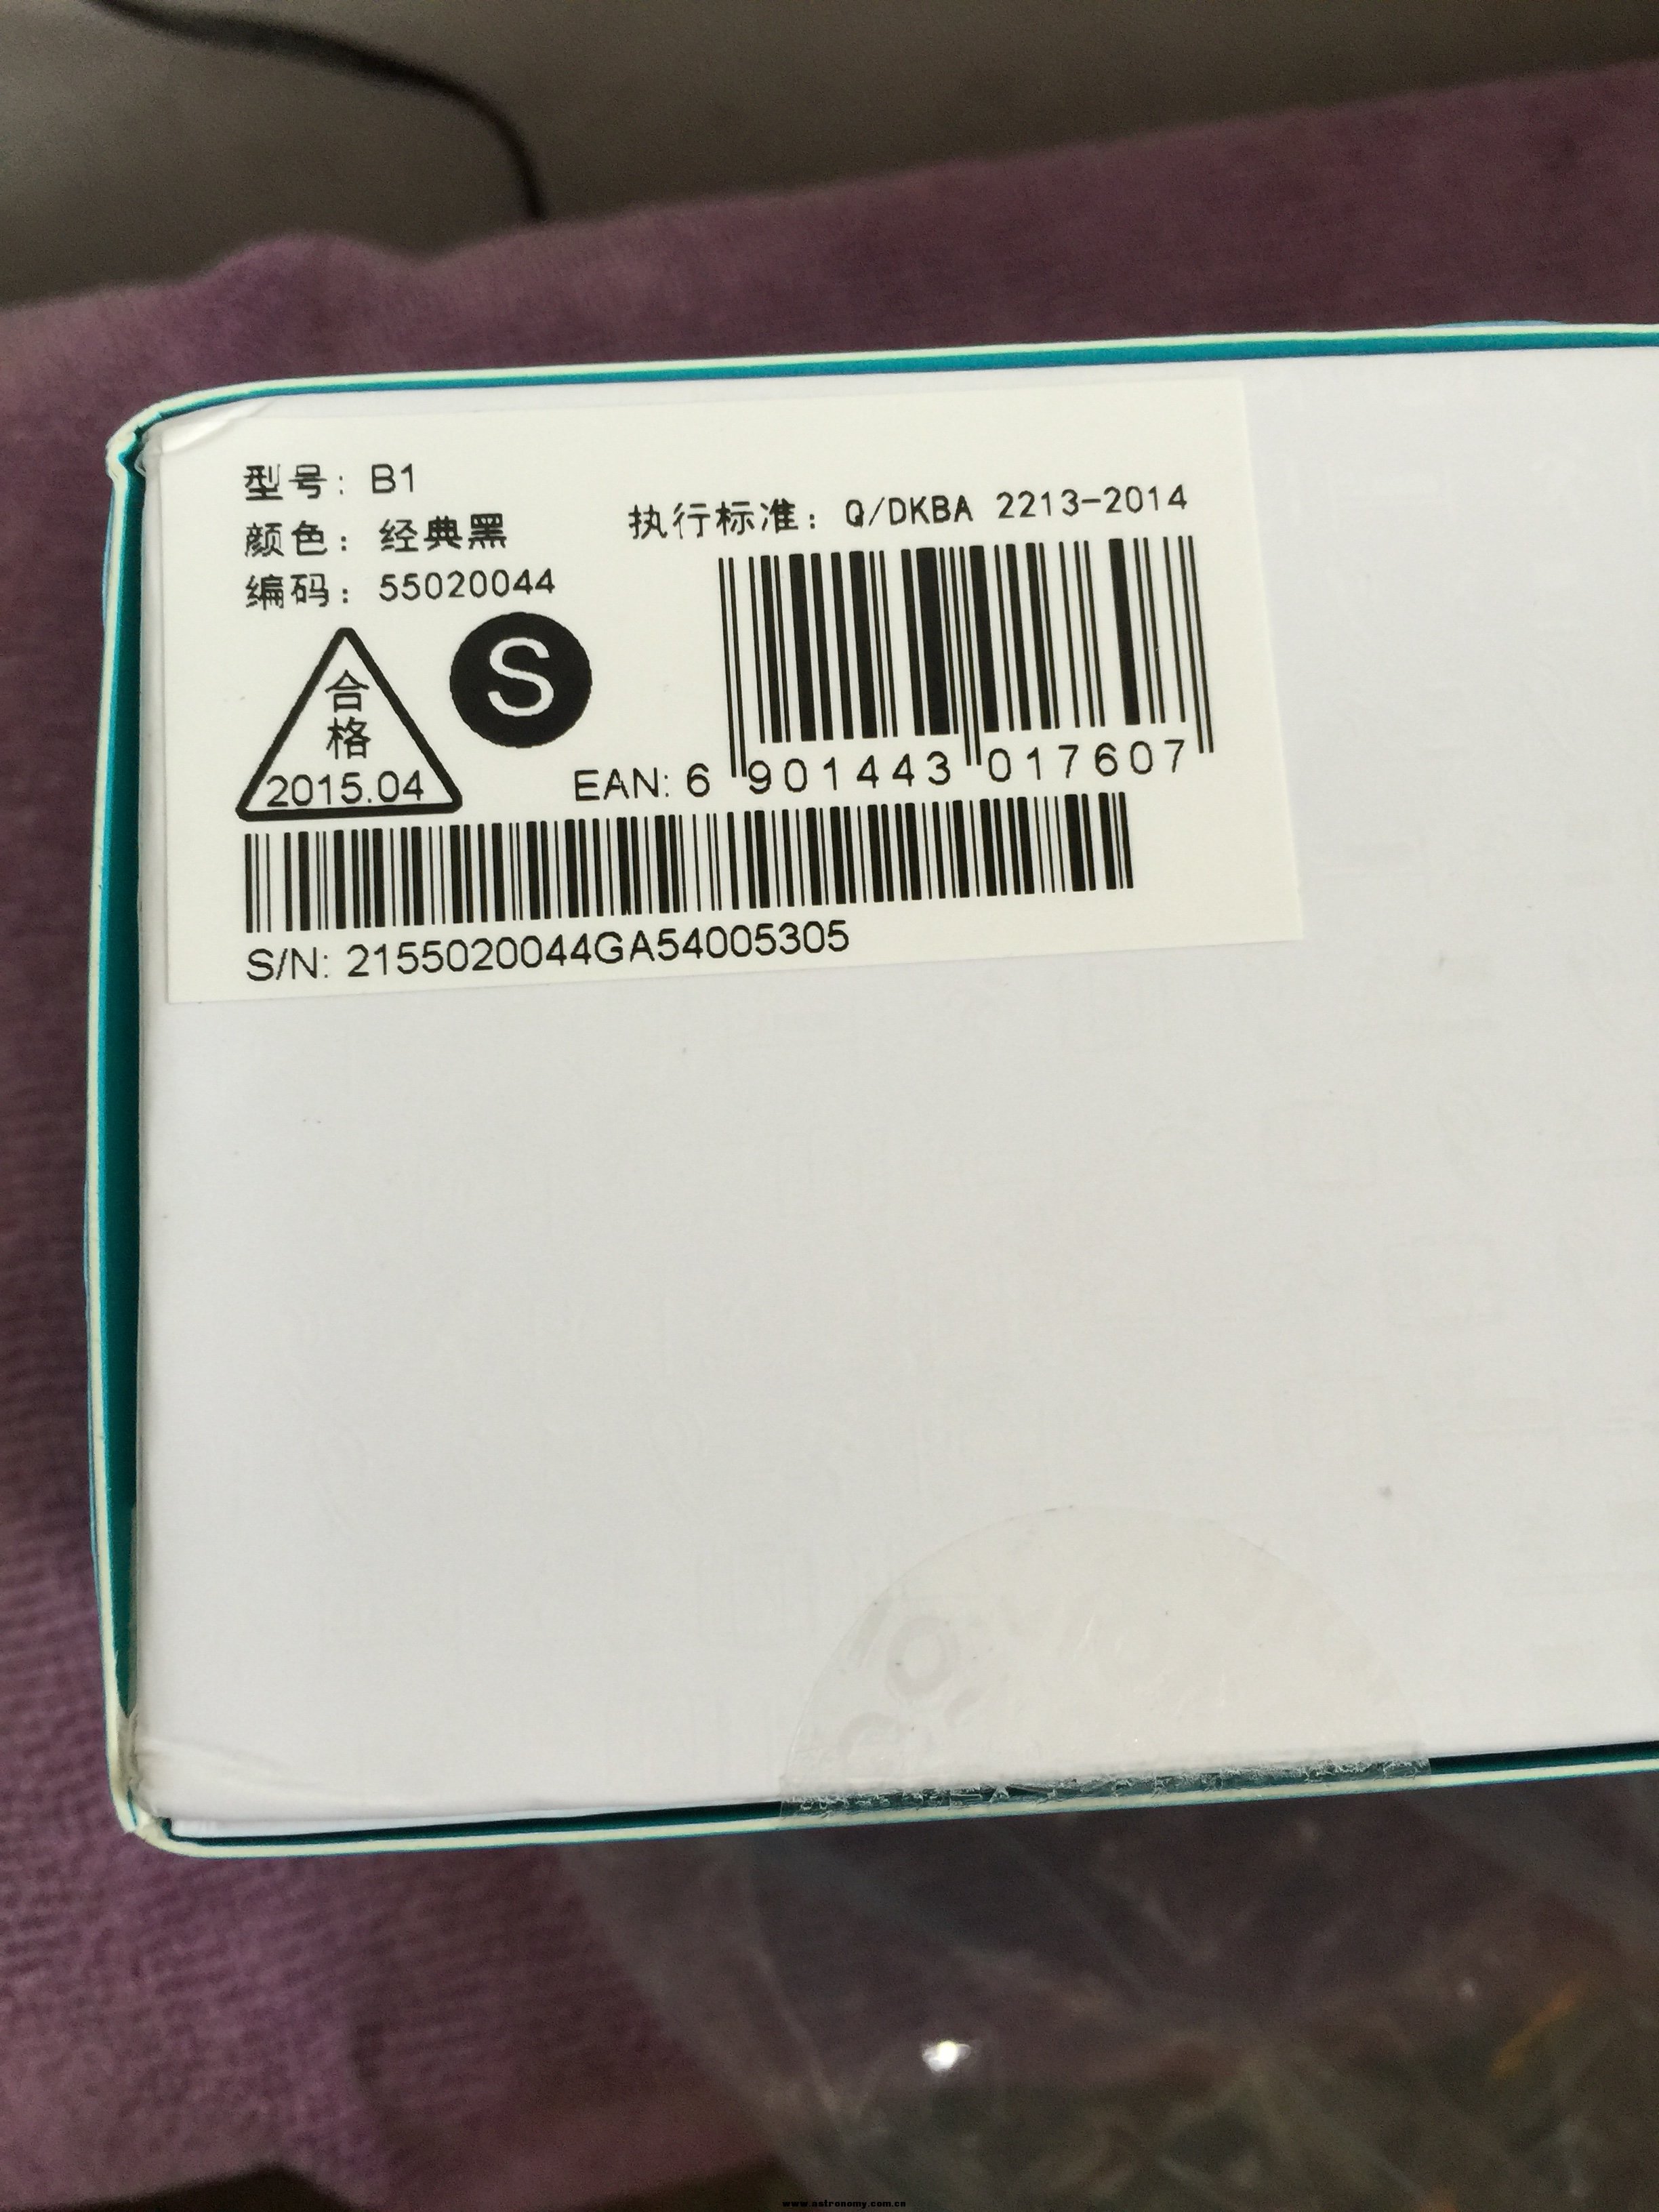 型号: B1
颜色: 经典黑
编码: 55020044
执行标准: Q/DKBA 2213-2014
合
格
2015.04
S
EAN: 6 901443 017607
S/N: 2155020044GA54005305
www.astronomy.com.cn